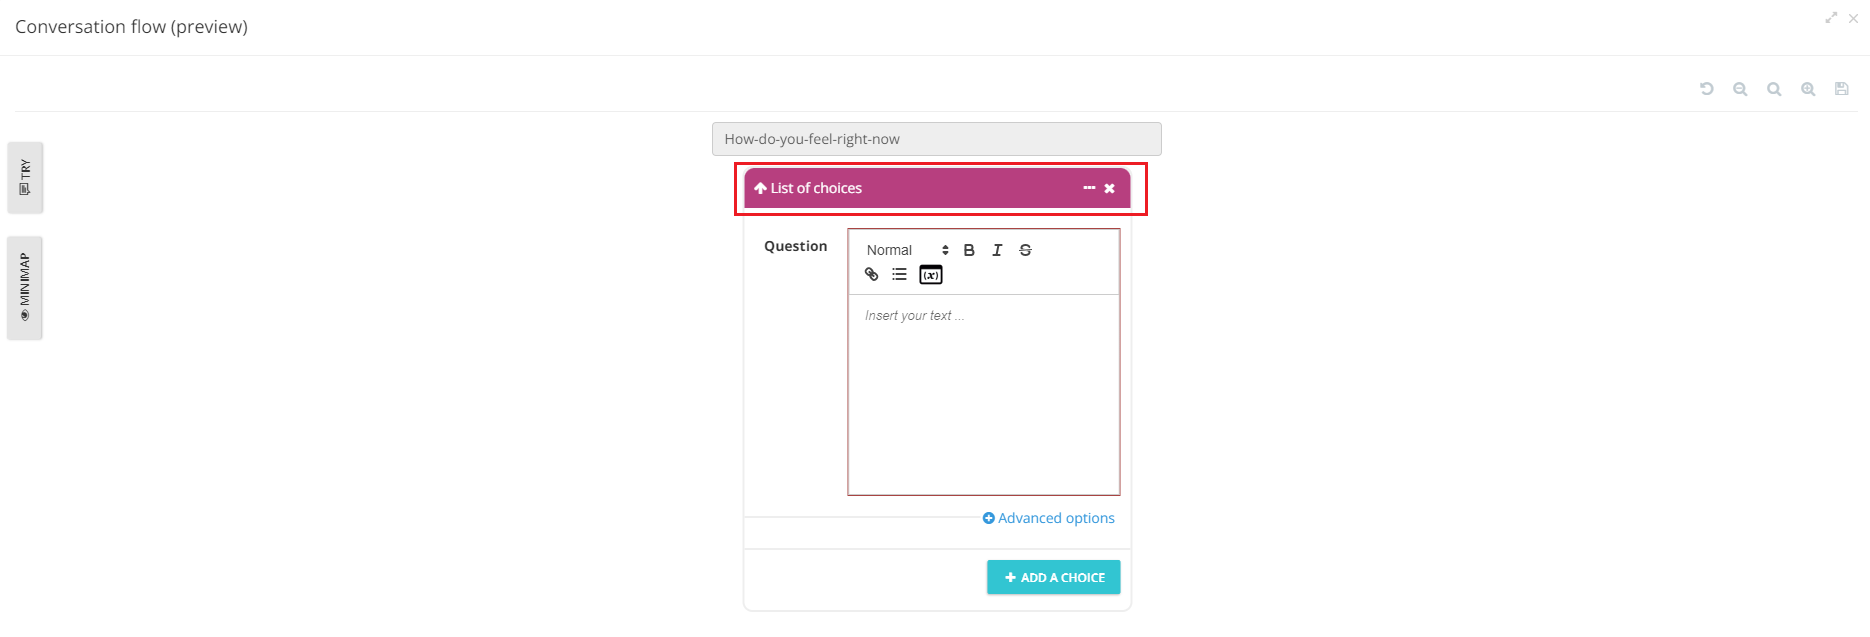 Conversation flow (preview)
How-do-you-feel-right-now
TRY
List of choices
Question
Normal
B I S
(x)
MINIMAP
Insert your text ...
Advanced options
ADD A CHOICE